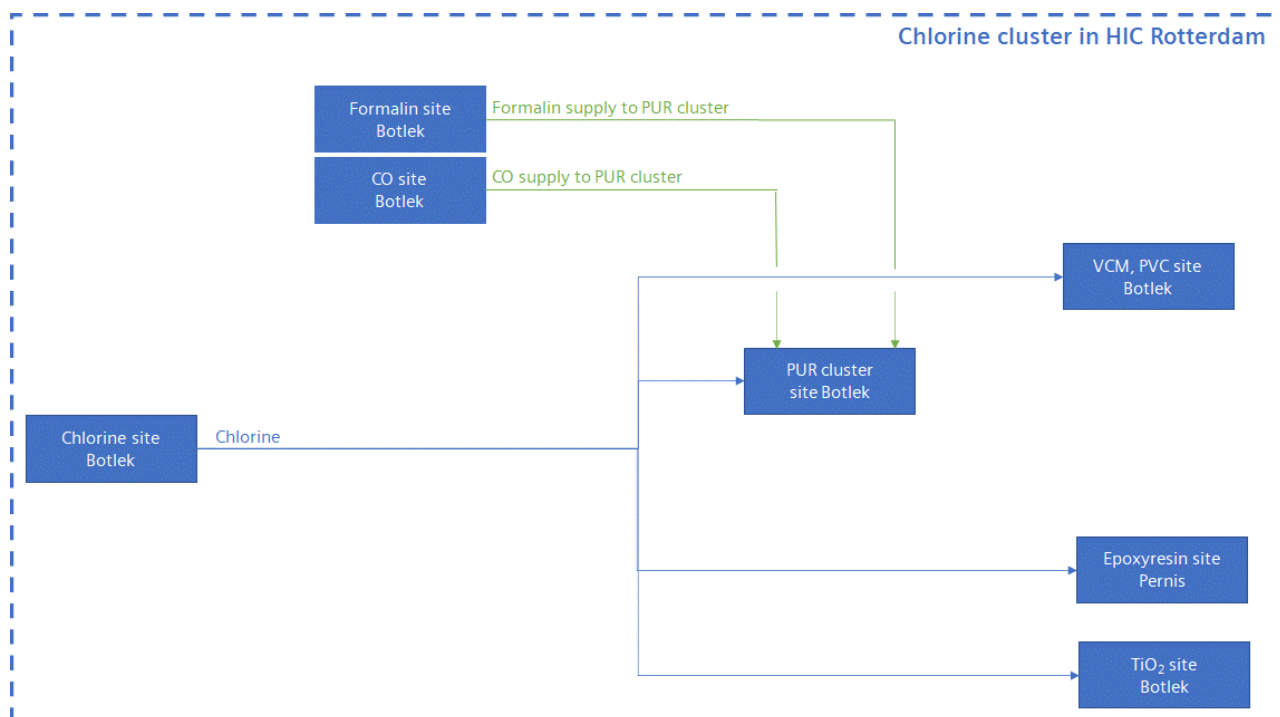 Chlorine cluster in HIC Rotterdam
Formalin site
Botlek
Formalin supply to PUR cluster
CO site
Botlek
CO supply to PUR cluster
VCM, PVC site
Botlek
PUR cluster
site Botlek
Chlorine site
Botlek
Chlorine
Epoxyresin site
Pernis
TiO₂ site
Botlek